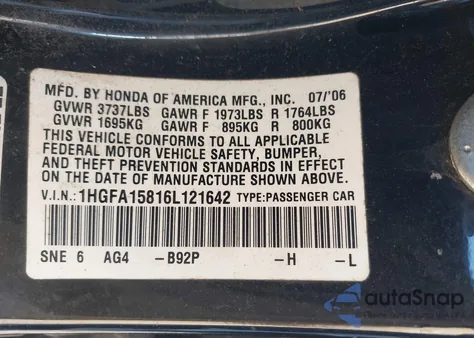 MFD. BY HONDA OF AMERICA MFG., INC. 07/'06
GVWR 3737LBS GAWR F 1973LBS R 1764LBS
GVWR 1695KG GAWR F 895KG R 800KG
THIS VEHICLE CONFORMS TO ALL APPLICABLE
FEDERAL MOTOR VEHICLE SAFETY, BUMPER,
AND THEFT PREVENTION STANDARDS IN EFFECT
ON THE DATE OF MANUFACTURE SHOWN ABOVE.
V.I.N.: 1HGFA15816L121642 TYPE:PASSENGER CAR
SNE 6 AG4 -B92P -H -L
autaSnap